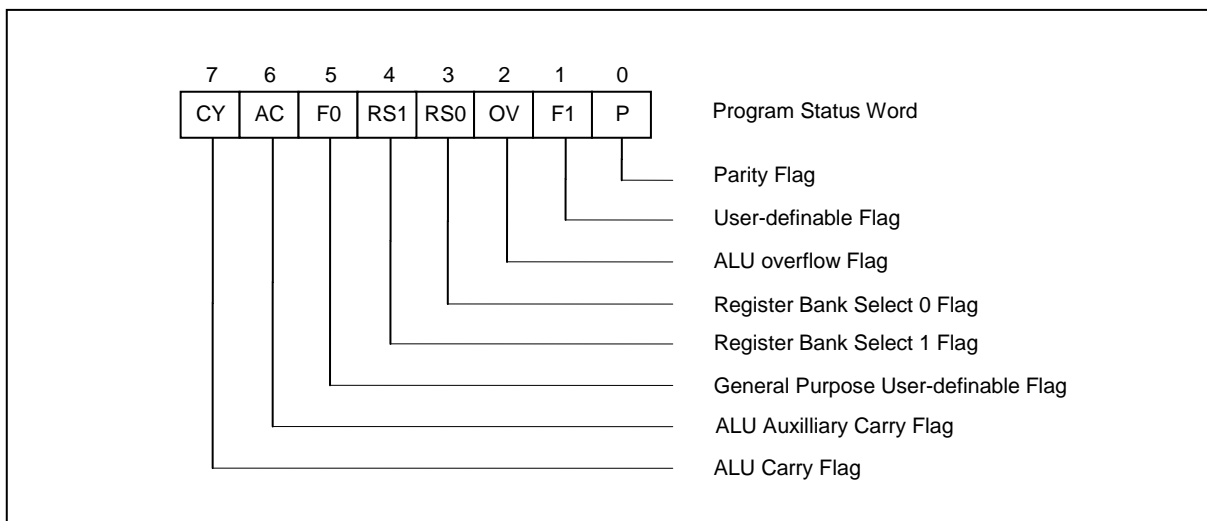 7 6 5 4 3 2 1 0
CY AC F0 RS1 RS0 OV F1 P Program Status Word
Parity Flag
User-definable Flag
ALU overflow Flag
Register Bank Select 0 Flag
Register Bank Select 1 Flag
General Purpose User-definable Flag
ALU Auxilliary Carry Flag
ALU Carry Flag